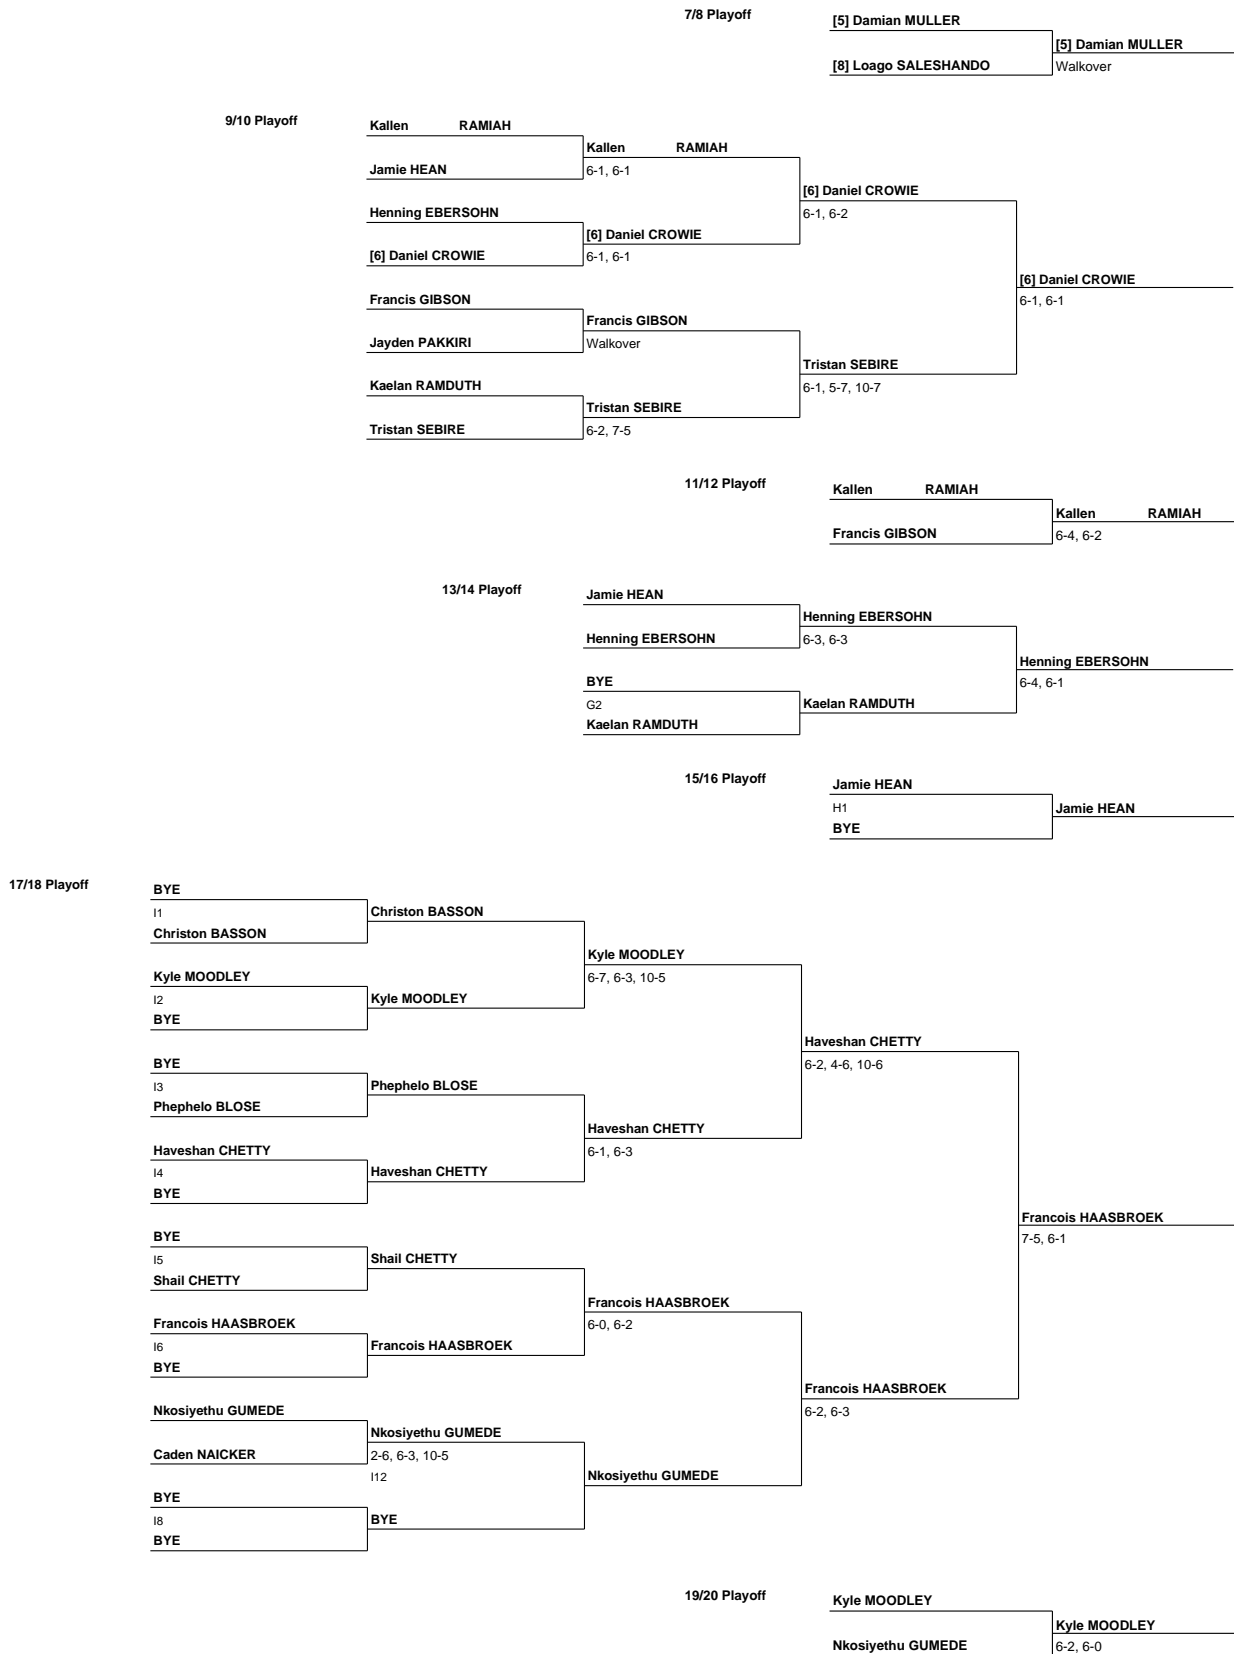 7/8 Playoff
[5] Damian MULLER
[5] Damian MULLER
[8] Loago SALESHANDO
Walkover
9/10 Playoff
Kallen RAMIAH
Kallen RAMIAH
Jamie HEAN
6-1, 6-1
[6] Daniel CROWIE
Henning EBERSOHN
6-1, 6-2
[6] Daniel CROWIE
[6] Daniel CROWIE
6-1, 6-1
[6] Daniel CROWIE
Francis GIBSON
6-1, 6-1
Francis GIBSON
Jayden PAKKIRI
Walkover
Tristan SEBIRE
Kaelan RAMDUTH
6-1, 5-7, 10-7
Tristan SEBIRE
Tristan SEBIRE
6-2, 7-5
11/12 Playoff
Kallen RAMIAH
Kallen RAMIAH
Francis GIBSON
6-4, 6-2
13/14 Playoff
Jamie HEAN
Henning EBERSOHN
Henning EBERSOHN
6-3, 6-3
Henning EBERSOHN
BYE
6-4, 6-1
G2
Kaelan RAMDUTH
Kaelan RAMDUTH
15/16 Playoff
Jamie HEAN
H1
Jamie HEAN
BYE
17/18 Playoff
BYE
I1
Christon BASSON
Christon BASSON
Kyle MOODLEY
Kyle MOODLEY
6-7, 6-3, 10-5
I2
Kyle MOODLEY
BYE
Haveshan CHETTY
BYE
6-2, 4-6, 10-6
I3
Phephelo BLOSE
Phephelo BLOSE
Haveshan CHETTY
Haveshan CHETTY
6-1, 6-3
I4
Haveshan CHETTY
BYE
Francois HAASBROEK
BYE
7-5, 6-1
I5
Shail CHETTY
Shail CHETTY
Francois HAASBROEK
Francois HAASBROEK
6-0, 6-2
I6
Francois HAASBROEK
BYE
Francois HAASBROEK
Nkosiyethu GUMEDE
6-2, 6-3
Nkosiyethu GUMEDE
Caden NAICKER
2-6, 6-3, 10-5
I12
Nkosiyethu GUMEDE
BYE
I8
BYE
BYE
19/20 Playoff
Kyle MOODLEY
Kyle MOODLEY
Nkosiyethu GUMEDE
6-2, 6-0